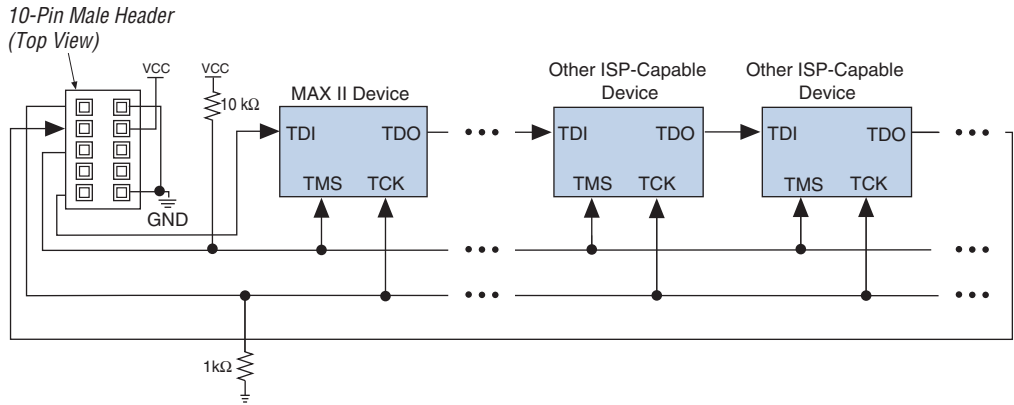 10-Pin Male Header
(Top View)
VCC
VCC
10 kΩ
GND
MAX II Device
TDI
TDO
TMS
TCK
Other ISP-Capable
Device
TDI
TDO
TMS
TCK
Other ISP-Capable
Device
TDI
TDO
TMS
TCK
1kΩ